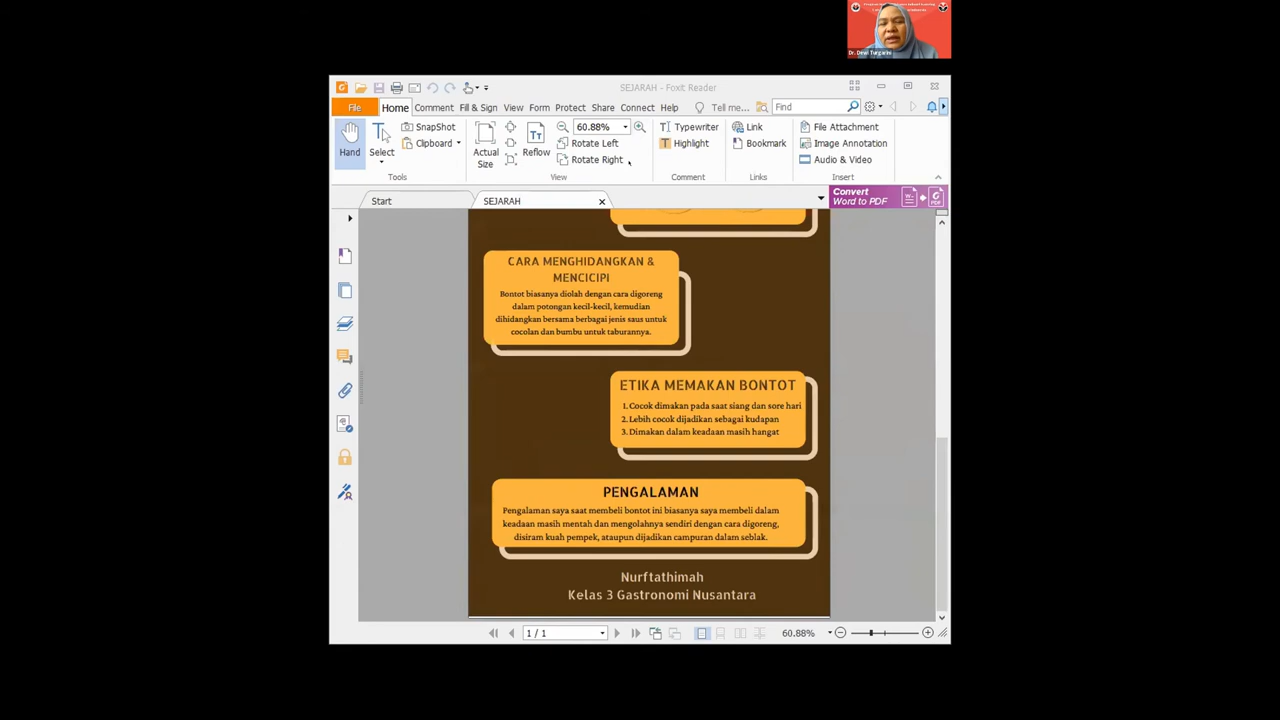 Dr. Dewi Turgarini
SEJARAH - Foxit Reader
File
Home
Comment
Fill & Sign
View
Form
Protect
Share
Connect
Help
Tell me...
Find
Hand
Select
SnapShot
Clipboard
Tools
Actual
Size
Reflow
60.88%
Rotate Left
Rotate Right
View
Typewriter
Highlight
Comment
Link
Bookmark
Links
File Attachment
Image Annotation
Audio & Video
Insert
Start
SEJARAH
Convert
Word to PDF
CARA MENGHIDANGKAN &
MENCICIPI
Bontot biasanya diolah dengan cara digoreng
dalam potongan kecil-kecil, kemudian
dihidangkan bersama berbagai jenis saus untuk
cocolan dan bumbu untuk taburannya.
ETIKA MEMAKAN BONTOT
1. Cocok dimakan pada saat siang dan sore hari
2. Lebih cocok dijadikan sebagai kudapan
3. Dimakan dalam keadaan masih hangat
PENGALAMAN
Pengalaman saya saat membeli bontot ini biasanya saya membeli dalam
keadaan masih mentah dan mengolahnya sendiri dengan cara digoreng,
disiram kuah pempek, ataupun dijadikan campuran dalam seblak.
Nurftathimah
Kelas 3 Gastronomi Nusantara
1 / 1
60.88%